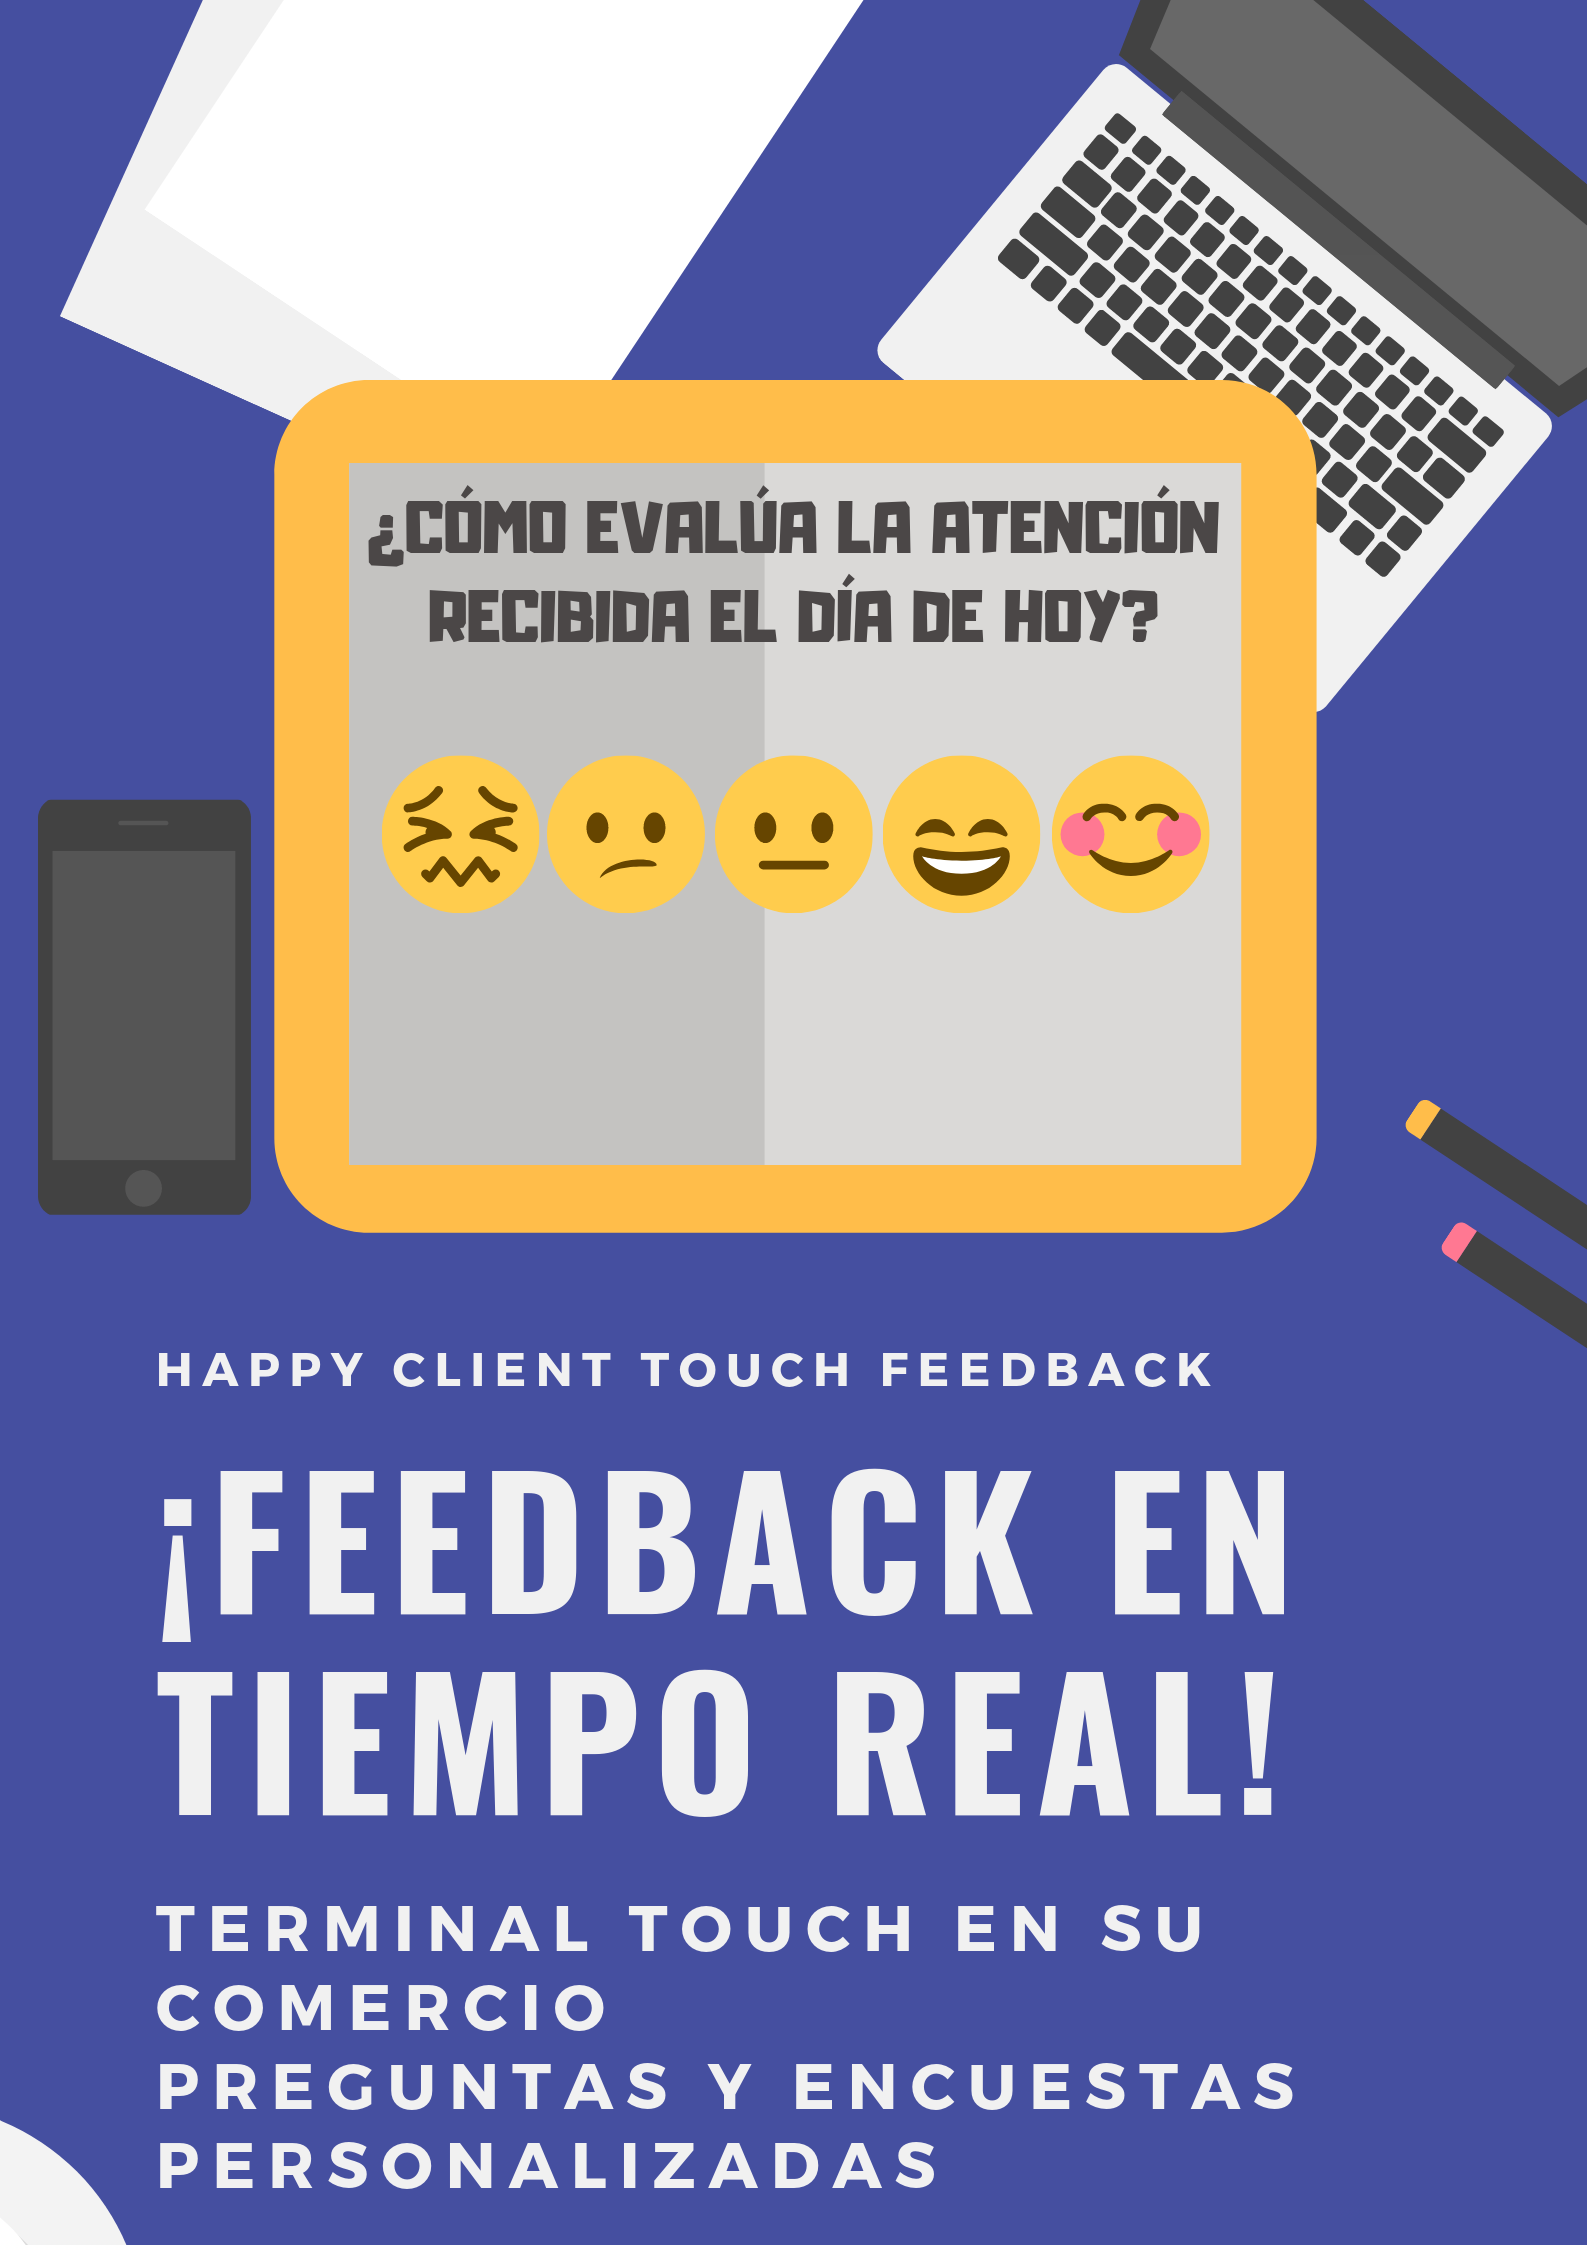 ¿CÓMO EVALÚA LA ATENCIÓN
RECIBIDA EL DÍA DE HOY?
HAPPY CLIENT TOUCH FEEDBACK
¡FEEDBACK EN
TIEMPO REAL!
TERMINAL TOUCH EN SU
COMERCIO
PREGUNTAS Y ENCUESTAS
PERSONALIZADAS